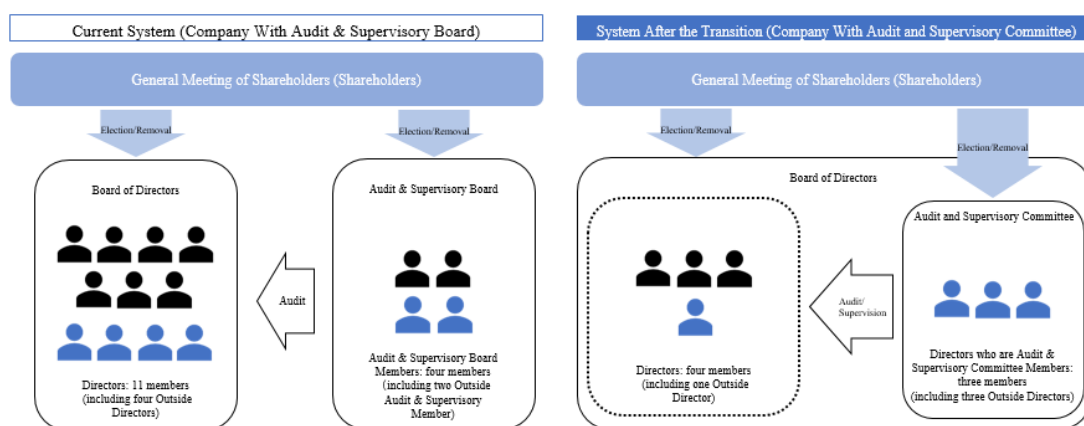 Current System (Company With Audit & Supervisory Board)
General Meeting of Shareholders (Shareholders)
Election/Removal
Election/Removal
Board of Directors
Directors: 11 members
(including four Outside
Directors)
Audit
Audit & Supervisory Board
Audit & Supervisory Board
Members: four members
(including two Outside
Audit & Supervisory
Member)
System After the Transition (Company With Audit and Supervisory Committee)
General Meeting of Shareholders (Shareholders)
Election/Removal
Election/Removal
Board of Directors
Directors: four members
(including one Outside
Director)
Audit/
Supervision
Audit and Supervisory Committee
Directors who are Audit &
Supervisory Committee Members:
three members
(including three Outside Directors)